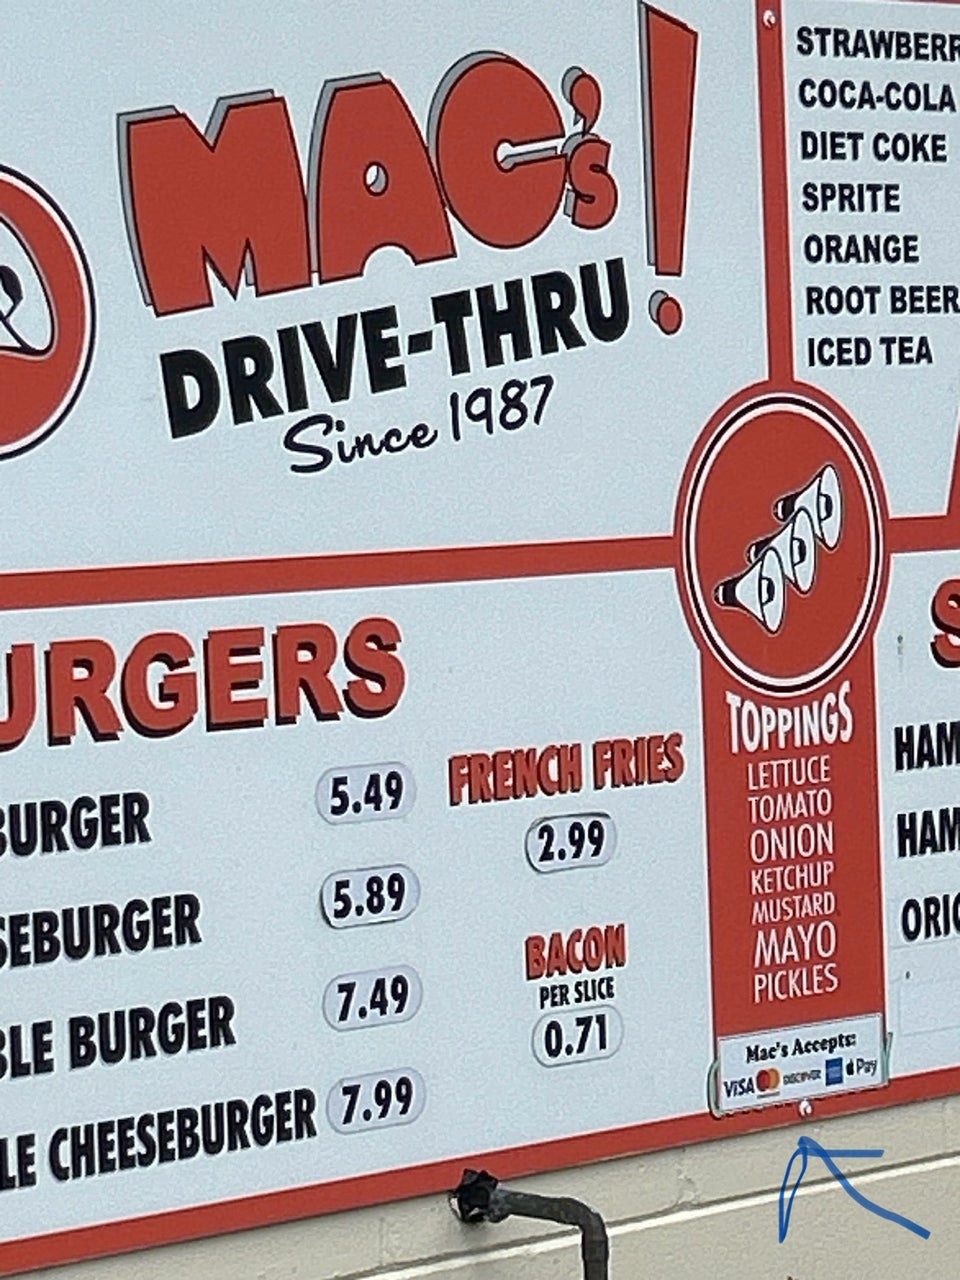 MAC's!
DRIVE-THRU
Since 1987
STRAWBERR
COCA-COLA
DIET COKE
SPRITE
ORANGE
ROOT BEER
ICED TEA
URGERS
BURGER 5.49
SEBURGER 5.89
BLE BURGER 7.49
LE CHEESEBURGER 7.99
FRENCH FRIES
2.99
BACON
PER SLICE
0.71
TOPPINGS
LETTUCE
TOMATO
ONION
KETCHUP
MUSTARD
MAYO
PICKLES
Mac's Accepts:
VISA DISCOVER Pay
S
HAM
HAM
ORIG